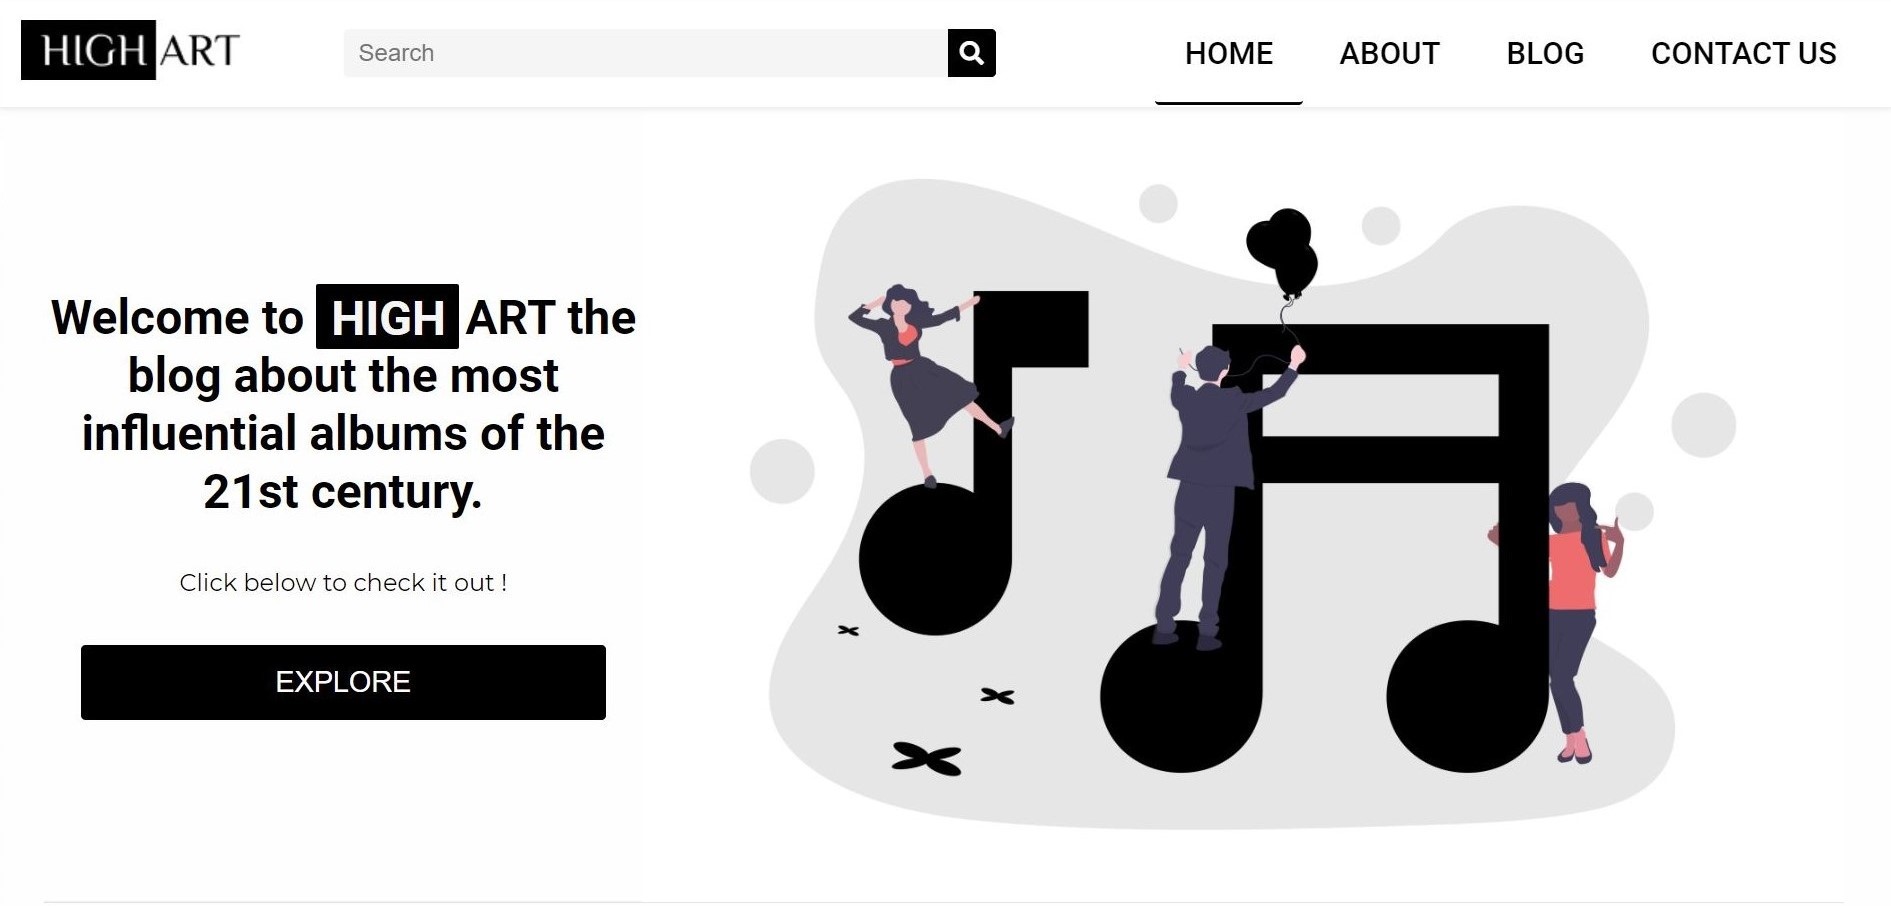 HIGH ART
Search
HOME ABOUT BLOG CONTACT US
Welcome to HIGH ART the
blog about the most
influential albums of the
21st century.
Click below to check it out !
EXPLORE